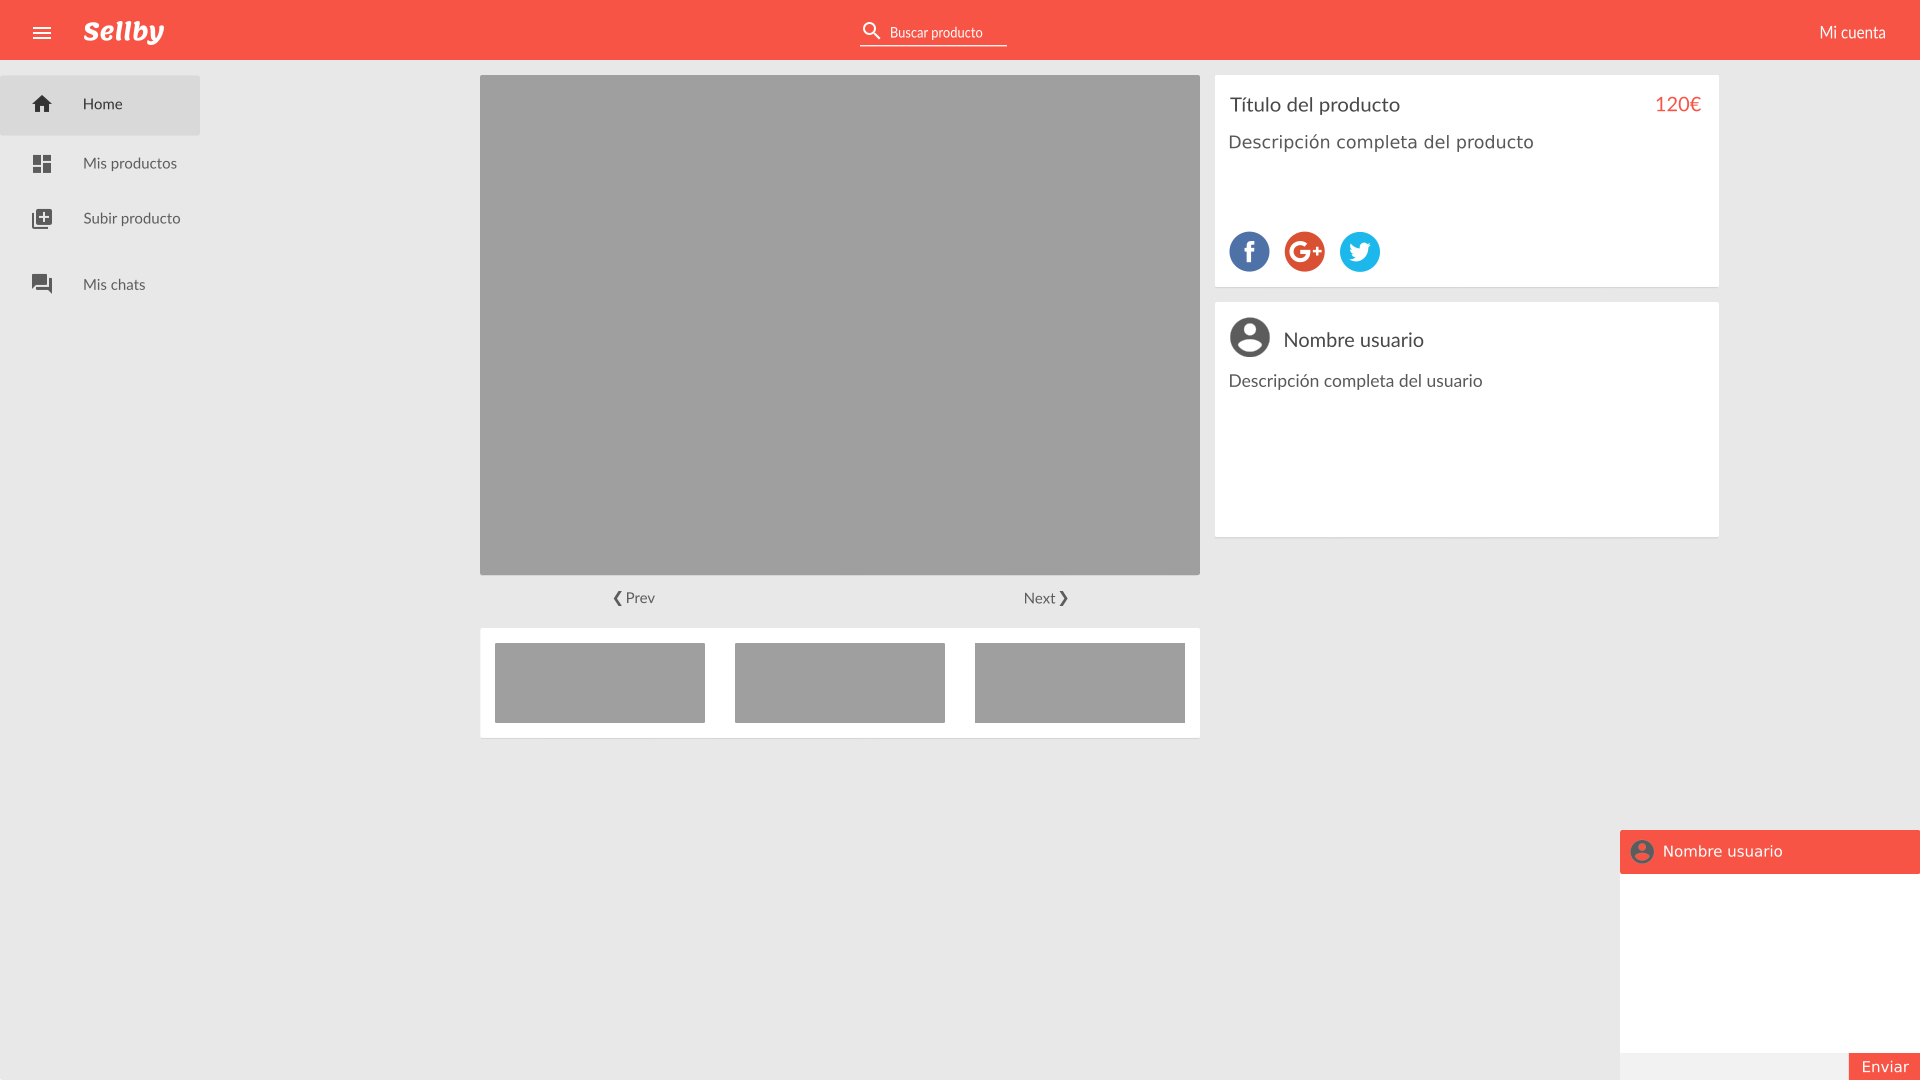 Sellby
Buscar producto
Mi cuenta
Home
Mis productos
Subir producto
Mis chats
Título del producto
120€
Descripción completa del producto
Nombre usuario
Descripción completa del usuario
❮ Prev
Next ❯
Nombre usuario
Enviar